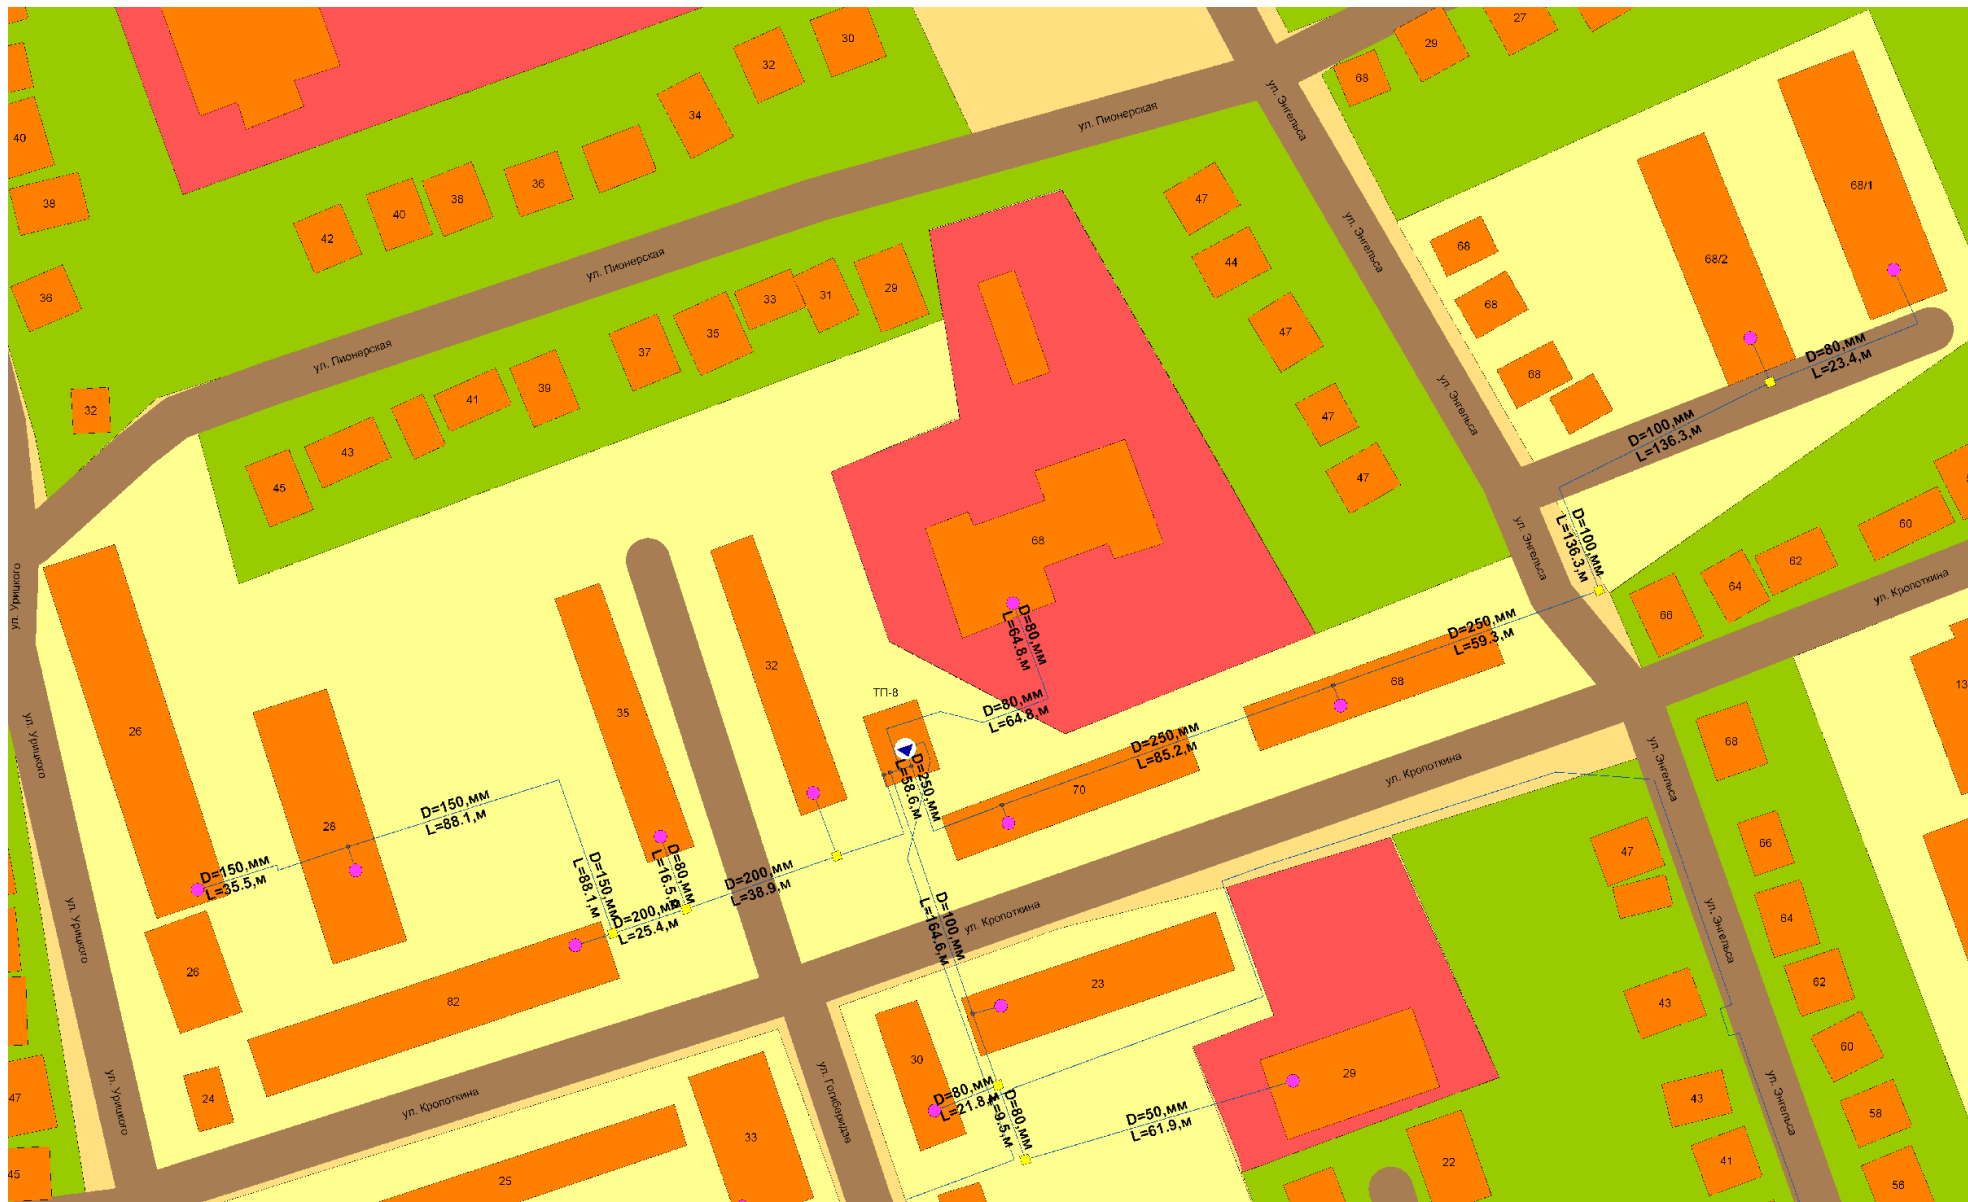 30
32
34
29
27
68
40
38
36
38
40
42
36
47
44
47
47
47
68
68
68
68/2
68/1
ул. Пионерская
ул. Пионерская
ул. Пионерская
ул. Энгельса
ул. Энгельса
ул. Энгельса
ул. Энгельса
29
31
33
35
37
39
41
43
45
32
68
D=80,мм
L=23.4,м
D=100,мм
L=136.3,м
D=100,мм
L=136.3,м
60
62
64
66
ул. Кропоткина
ул. Урицкого
ул. Урицкого
ул. Урицкого
ул. Урицкого
26
28
35
32
ТП-8
D=80,мм
L=64.8,м
D=80,мм
L=64.8,м
D=250,мм
L=59.3,м
68
D=250,мм
L=85.2,м
70
D=250,мм
L=58.6,м
ул. Кропоткина
13
68
ул. Энгельса
D=150,мм
L=88.1,м
D=150,мм
L=35.5,м
D=150,мм
L=88.1,м
D=80,мм
L=16.5,м
D=200,мм
L=38.9,м
D=200,мм
L=25.4,м
D=100,мм
L=164.6,м
ул. Кропоткина
47
66
64
ул. Энгельса
26
82
23
43
62
60
24
30
29
ул. Кропоткина
ул. Гогиберидзе
D=80,мм
L=21.8,м
D=80,мм
L=9.5,м
D=50,мм
L=61.9,м
43
58
ул. Энгельса
47
33
45
25
22
41
56